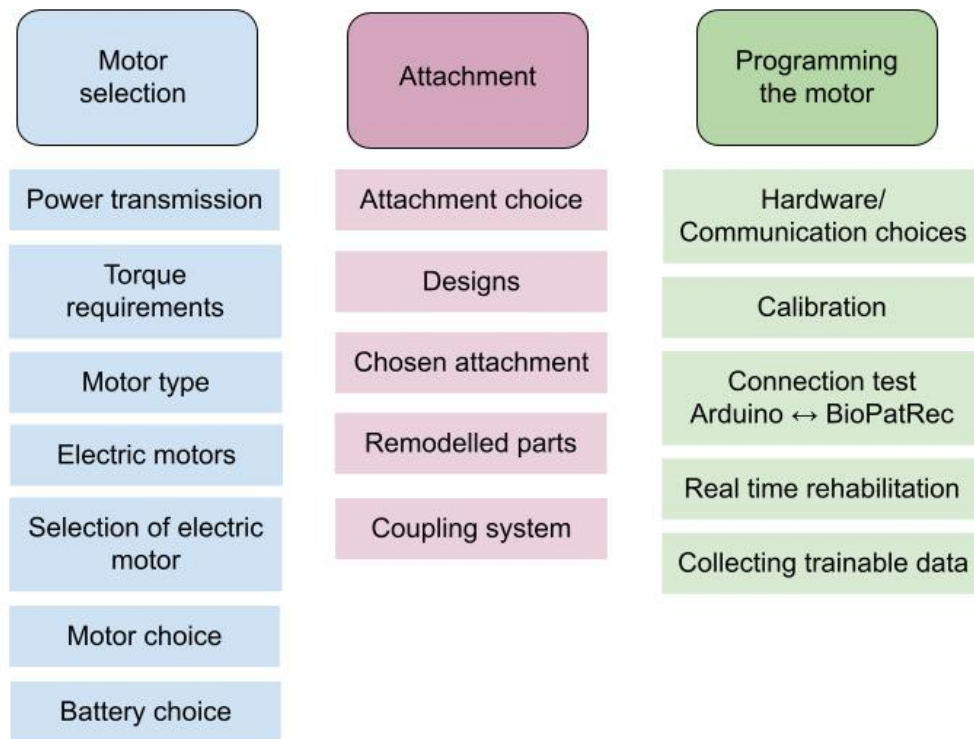 Motor
selection
Power transmission
Torque
requirements
Motor type
Electric motors
Selection of electric
motor
Motor choice
Battery choice
Attachment
Attachment choice
Designs
Chosen attachment
Remodelled parts
Coupling system
Programming
the motor
Hardware/
Communication choices
Calibration
Connection test
Arduino ↔ BioPatRec
Real time rehabilitation
Collecting trainable data